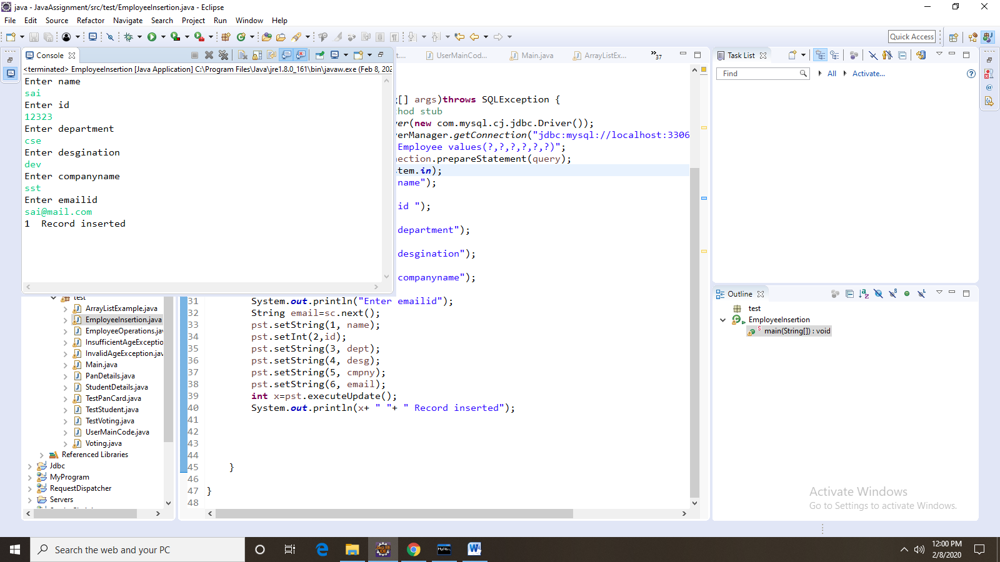 java - JavaAssignment/src/test/EmployeeInsertion.java - Eclipse
File Edit Source Refactor Navigate Search Project Run Window Help
Quick Access
Console
<terminated> EmployeeInsertion [Java Application] C:\Program Files\Java\jre1.8.0_161\bin\javaw.exe (Feb 8, 202
Enter name
sai
Enter id
12323
Enter department
cse
Enter desgination
dev
Enter companyname
sst
Enter emailid
sai@mail.com
1  Record inserted
t... UserMainCod... Main.java ArrayListEx... »37
[] args)throws SQLException {
hod stub
er(new com.mysql.cj.jdbc.Driver());
erManager.getConnection("jdbc:mysql://localhost:3306
Employee values(?,?,?,?,?,?)";
ection.prepareStatement(query);
tem.in);
name");
id ");
department");
desgination");
companyname");
31 System.out.println("Enter emailid");
32 String email=sc.next();
33 pst.setString(1, name);
34 pst.setInt(2,id);
35 pst.setString(3, dept);
36 pst.setString(4, desg);
37 pst.setString(5, cmpny);
38 pst.setString(6, email);
39 int x=pst.executeUpdate();
40 System.out.println(x+ " "+ " Record inserted");
41
42
43
44
45 }
46
47 }
48
test
ArrayListExample.java
EmployeeInsertion.java
EmployeeOperations.jav
InsufficientAgeExceptio
InvalidAgeException.jav
Main.java
PanDetails.java
StudentDetails.java
TestPanCard.java
TestStudent.java
TestVoting.java
UserMainCode.java
Voting.java
Referenced Libraries
Jdbc
MyProgram
RequestDispatcher
Servers
Task List
Find All Activate...
Outline
test
EmployeeInsertion
main(String[]) : void
Activate Windows
Go to Settings to activate Windows.
Search the web and your PC
12:00 PM
2/8/2020